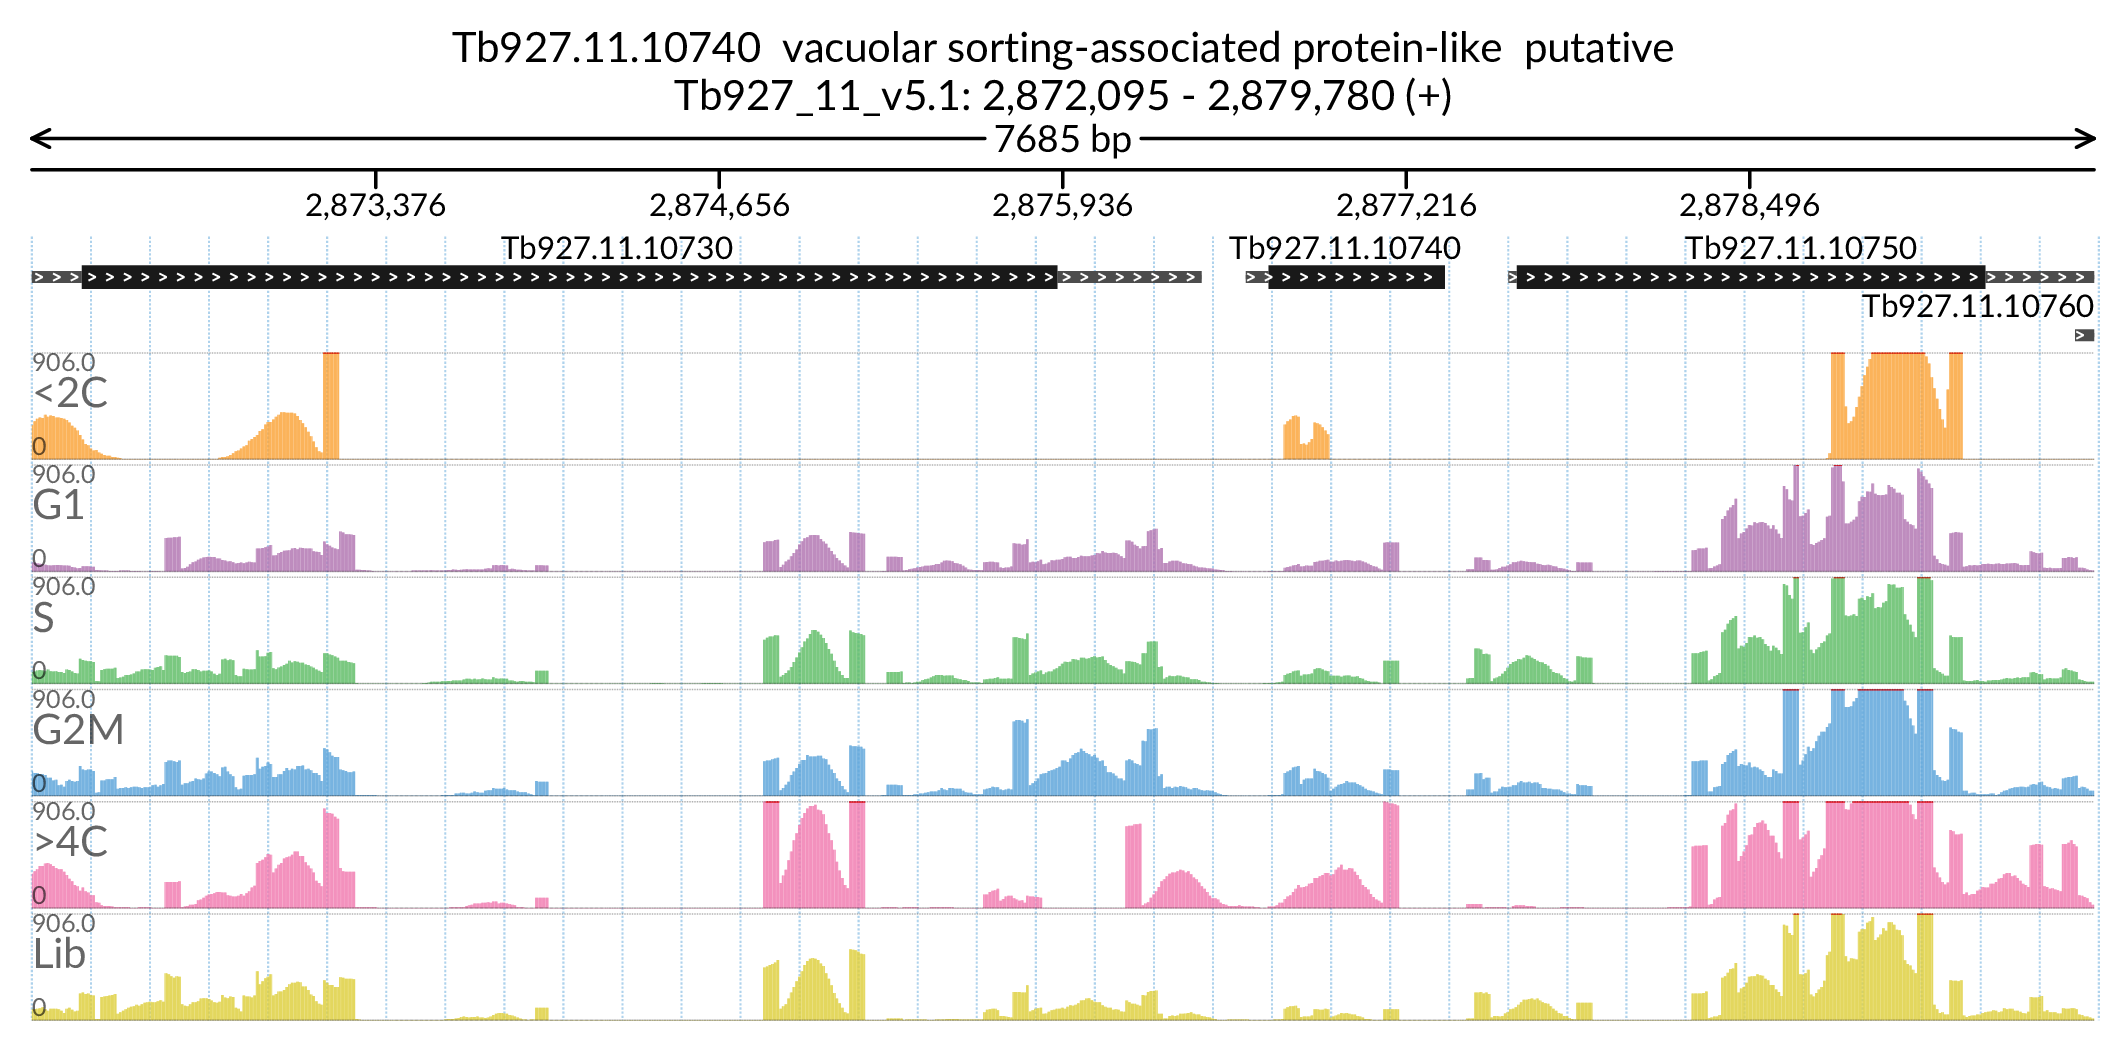 Tb927.11.10740  vacuolar sorting-associated protein-like  putative
Tb927_11_v5.1: 2,872,095 - 2,879,780 (+)
7685 bp
2,873,376 2,874,656 2,875,936 2,877,216 2,878,496
Tb927.11.10730 Tb927.11.10740 Tb927.11.10750
Tb927.11.10760
906.0
<2C
0
906.0
G1
0
906.0
S
0
906.0
G2M
0
906.0
>4C
0
906.0
Lib
0